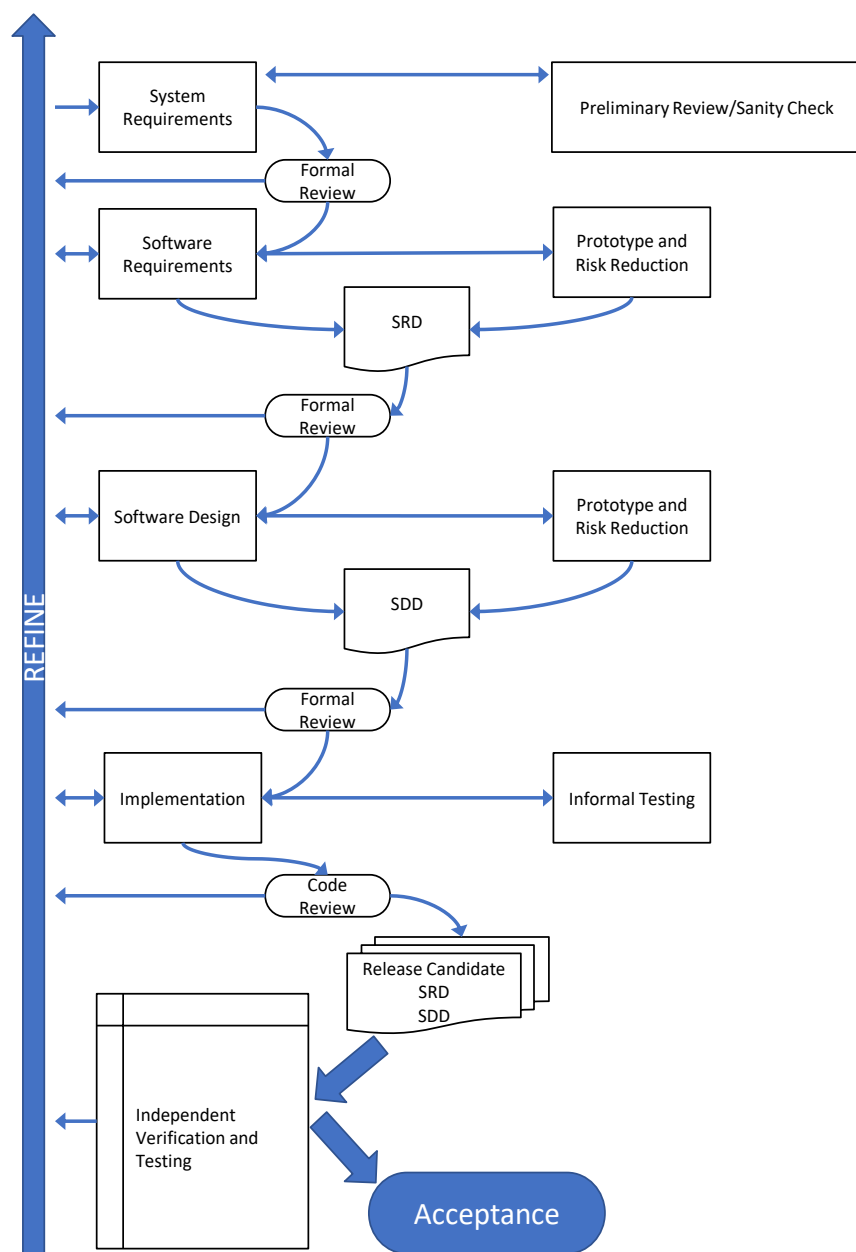 System
Requirements
Preliminary Review/Sanity Check
Formal
Review
Software
Requirements
Prototype and
Risk Reduction
SRD
Formal
Review
Software Design
Prototype and
Risk Reduction
SDD
REFINE
Formal
Review
Implementation
Informal Testing
Code
Review
Release Candidate
SRD
SDD
Independent
Verification and
Testing
Acceptance